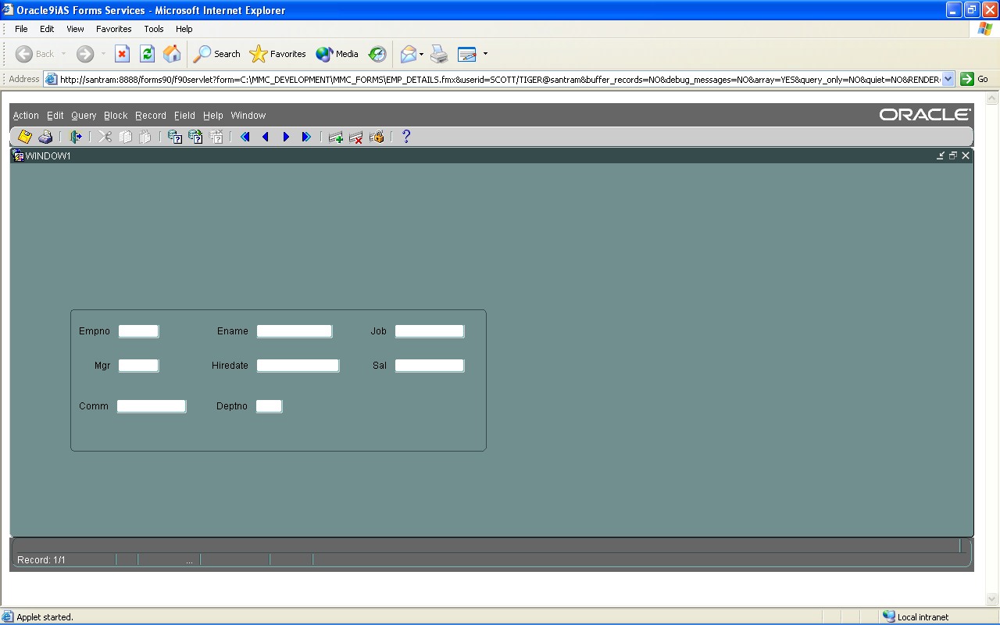 Oracle9iAS Forms Services - Microsoft Internet Explorer
File Edit View Favorites Tools Help
Back Search Favorites Media
Address http://santram:8888/forms90/f90servlet?form=C:\MMC_DEVELOPMENT\MMC_FORMS\EMP_DETAILS.fmx&userid=SCOTT/TIGER@santram&buffer_records=NO&debug_messages=NO&array=YES&query_only=NO&quiet=NO&RENDER Go
Action Edit Query Block Record Field Help Window ORACLE
WINDOW1
Empno Ename Job
Mgr Hiredate Sal
Comm Deptno
Record: 1/1 ...
Applet started. Local intranet